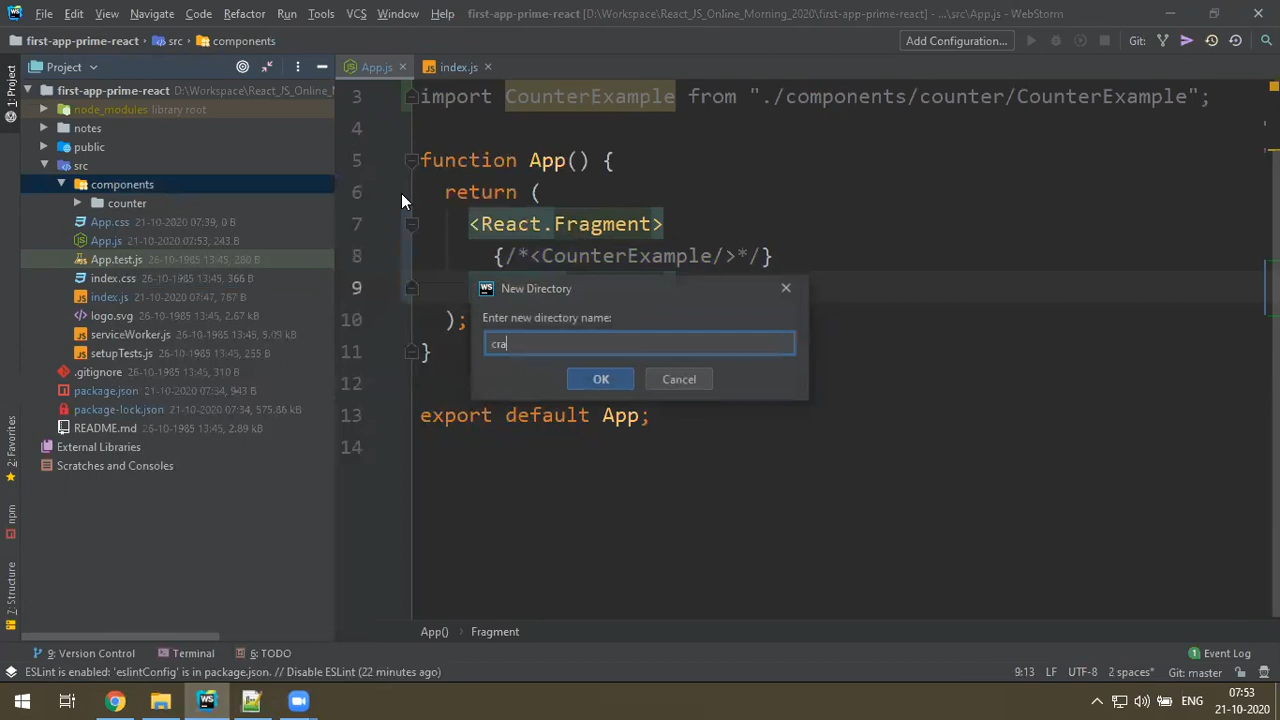 File Edit View Navigate Code Refactor Run Tools VCS Window Help first-app-prime-react [D:\Workspace\React_JS_Online_Morning_2020\first-app-prime-react] - ...\src\App.js - WebStorm
first-app-prime-react src components Add Configuration... Git:
Project App.js index.js
1: Project
first-app-prime-react D:\Workspace\React_JS_Online_M
node_modules library root
notes
public
src
components
counter
App.css 21-10-2020 07:39, 0 B
App.js 21-10-2020 07:53, 243 B
App.test.js 26-10-1985 13:45, 280 B
index.css 26-10-1985 13:45, 366 B
index.js 21-10-2020 07:47, 787 B
logo.svg 26-10-1985 13:45, 2.61 kB
serviceWorker.js 26-10-1985 13:45, 5.09 kB
setupTests.js 26-10-1985 13:45, 255 B
.gitignore 26-10-1985 13:45, 310 B
package.json 21-10-2020 07:34, 943 B
package-lock.json 21-10-2020 07:34, 575.86 kB
README.md 26-10-1985 13:45, 2.89 kB
External Libraries
Scratches and Consoles
2: Favorites
npm
7: Structure
3 import CounterExample from "./components/counter/CounterExample";
4
5 function App() {
6 return (
7 <React.Fragment>
8 {/*<CounterExample/>*/}
9
10 );
11 }
12
13 export default App;
14
New Directory
Enter new directory name:
cra
OK Cancel
App() Fragment
9: Version Control Terminal 6: TODO Event Log
ESLint is enabled: 'eslintConfig' is in package.json. // Disable ESLint (22 minutes ago) 9:13 LF UTF-8 2 spaces* Git: master
ENG 07:53
21-10-2020